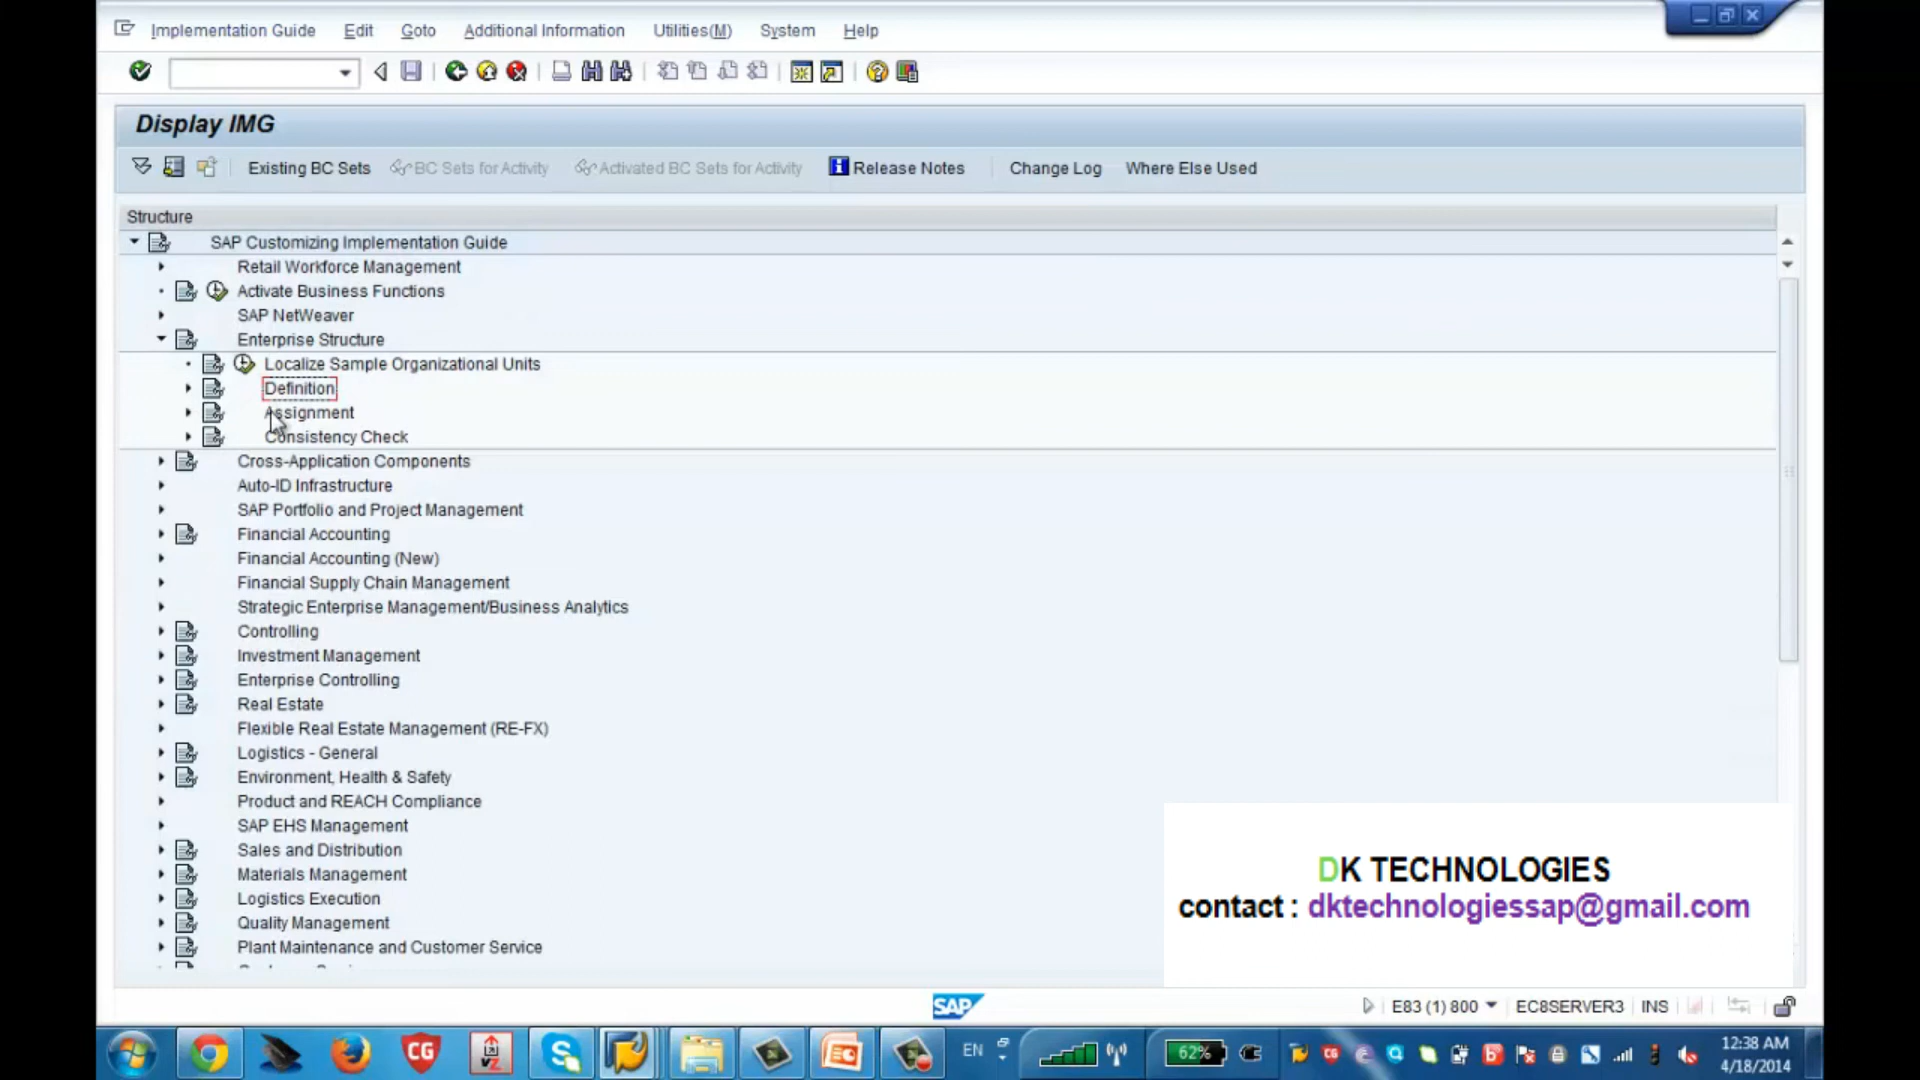 Implementation Guide Edit Goto Additional Information Utilities(M) System Help
Display IMG
Existing BC Sets BC Sets for Activity Activated BC Sets for Activity Release Notes Change Log Where Else Used
Structure
SAP Customizing Implementation Guide
Retail Workforce Management
Activate Business Functions
SAP NetWeaver
Enterprise Structure
Localize Sample Organizational Units
Definition
Assignment
Consistency Check
Cross-Application Components
Auto-ID Infrastructure
SAP Portfolio and Project Management
Financial Accounting
Financial Accounting (New)
Financial Supply Chain Management
Strategic Enterprise Management/Business Analytics
Controlling
Investment Management
Enterprise Controlling
Real Estate
Flexible Real Estate Management (RE-FX)
Logistics - General
Environment, Health & Safety
Product and REACH Compliance
SAP EHS Management
Sales and Distribution
Materials Management
Logistics Execution
Quality Management
Plant Maintenance and Customer Service
DK TECHNOLOGIES
contact : dktechnologiessap@gmail.com
SAP E83 (1) 800 EC8SERVER3 INS
CG EN 62% 12:38 AM
4/18/2014